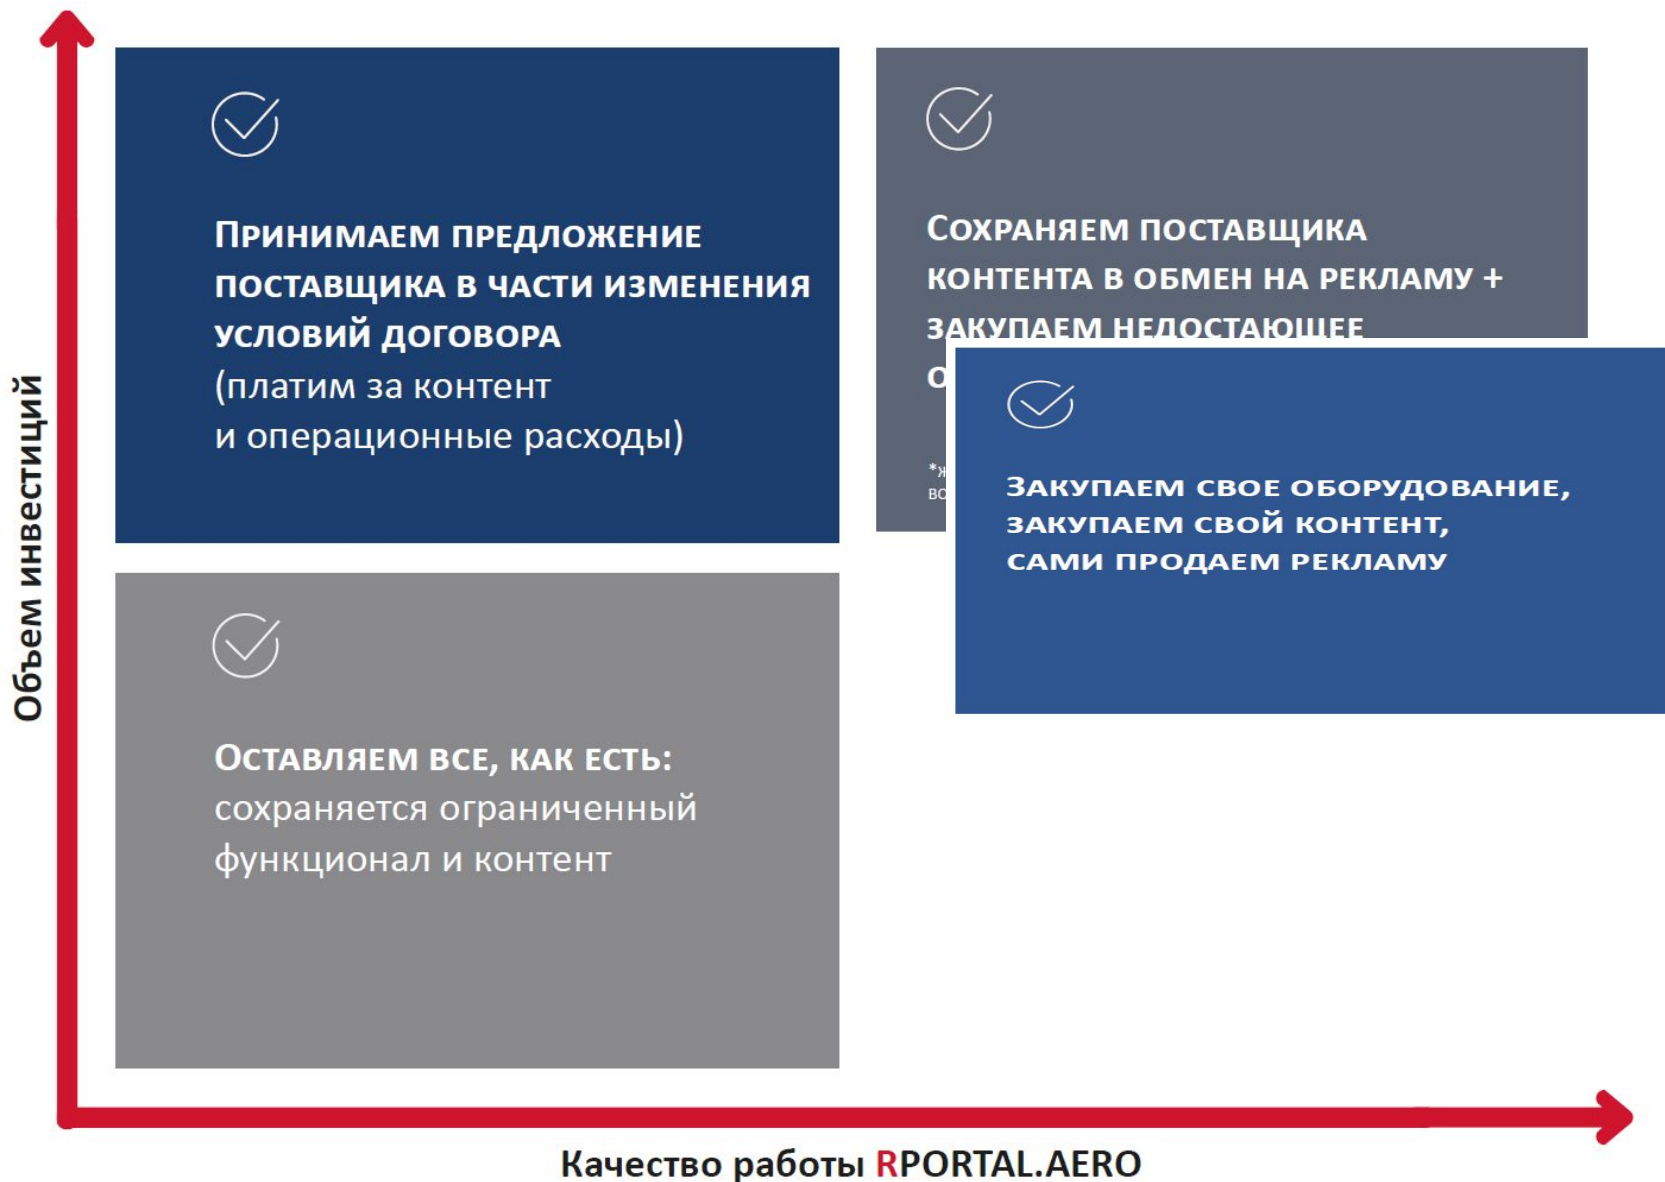 Объем инвестиций
ПРИНИМАЕМ ПРЕДЛОЖЕНИЕ
ПОСТАВЩИКА В ЧАСТИ ИЗМЕНЕНИЯ
УСЛОВИЙ ДОГОВОРА
(платим за контент
и операционные расходы)
СОХРАНЯЕМ ПОСТАВЩИКА
КОНТЕНТА В ОБМЕН НА РЕКЛАМУ +
ЗАКУПАЕМ НЕДОСТАЮЩЕЕ
ЗАКУПАЕМ СВОЕ ОБОРУДОВАНИЕ,
ЗАКУПАЕМ СВОЙ КОНТЕНТ,
САМИ ПРОДАЕМ РЕКЛАМУ
ОСТАВЛЯЕМ ВСЕ, КАК ЕСТЬ:
сохраняется ограниченный
функционал и контент
Качество работы RPORTAL.AERO